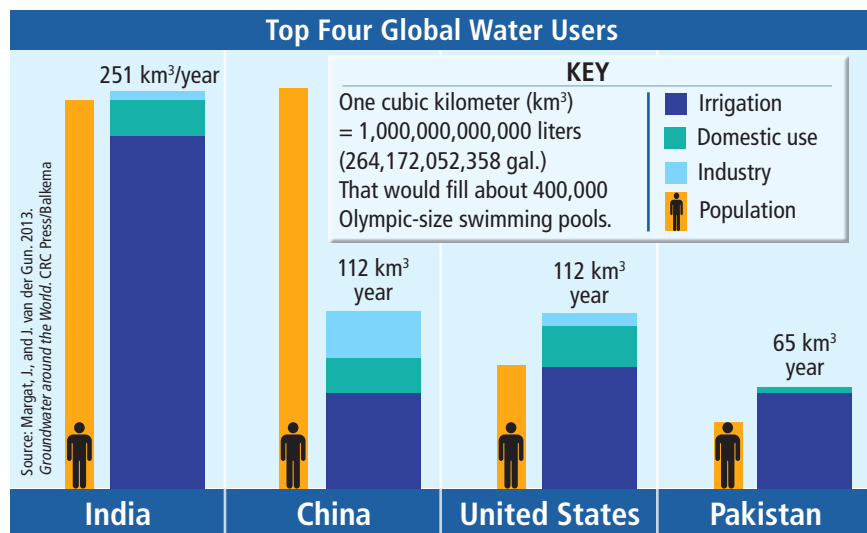 Top Four Global Water Users
251 km³/year
KEY
One cubic kilometer (km³)
= 1,000,000,000,000 liters
(264,172,052,358 gal.)
That would fill about 400,000
Olympic-size swimming pools.
Irrigation
Domestic use
Industry
Population
Source: Margat, J., and J. van der Gun. 2013.
Groundwater around the World. CRC Press/Balkema
112 km³
year
112 km³
year
65 km³
year
India
China
United States
Pakistan